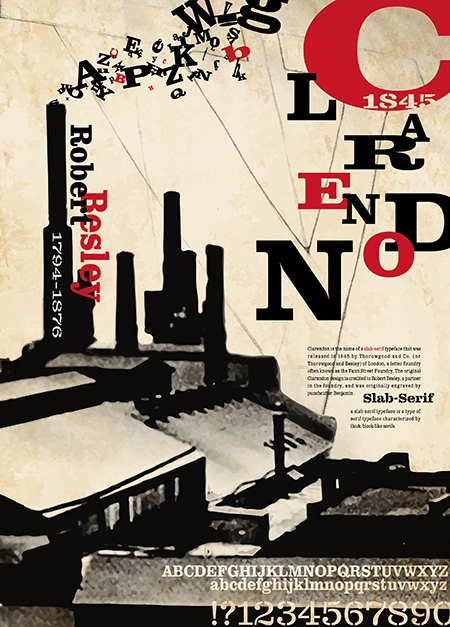 C
1845
L
A
R
E
N
D
O
N
Robert
Besley
1794-1876
Clarendon is the name of a slab-serif typeface that was
released in 1845 by Thorowgood and Co. (or
Thorowgood and Besley) of London, a letter foundry
often known as the Fann Street Foundry. The original
Clarendon design is credited to Robert Besley, a partner
in the foundry, and was originally engraved by
punchcutter Benjamin
Slab-Serif
a slab serif typeface is a type of
serif typeface characterized by
thick, block-like serifs.
ABCDEFGHIJKLMNOPQRSTUVWXYZ
abcdefghijklmnopqrstuvwxyz
!?1234567890